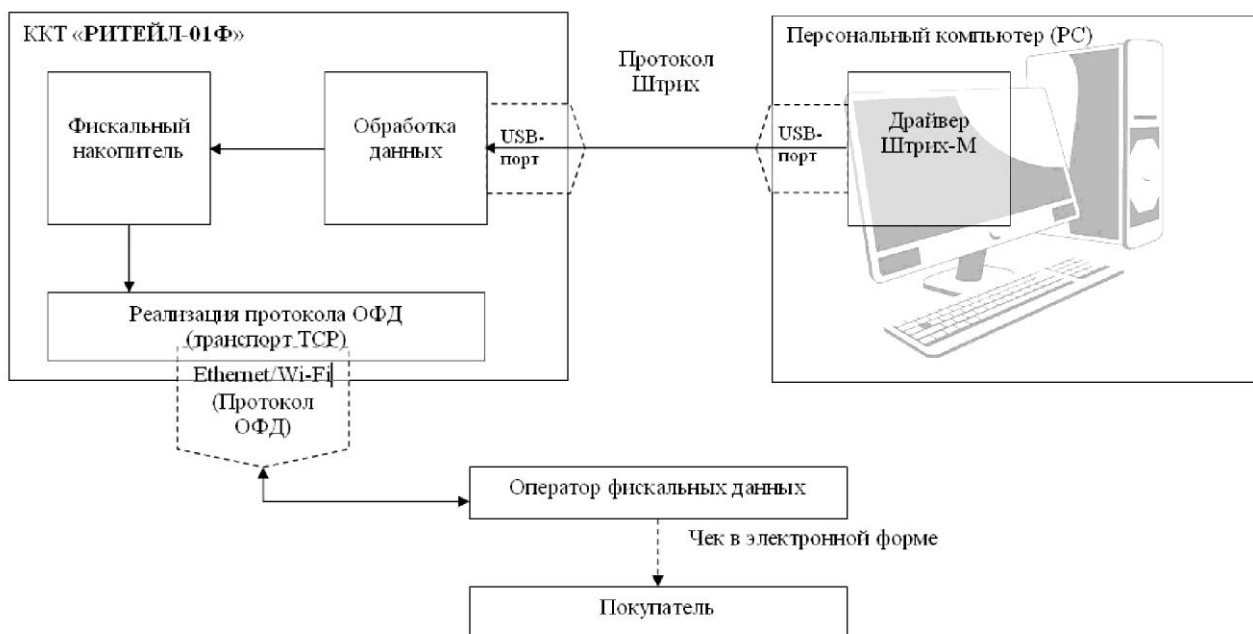 ККТ «РИТЕЙЛ-01Ф»
Фискальный
накопитель
Обработка
данных
USB-
порт
Протокол
Штрих
Персональный компьютер (PC)
USB-
порт
Драйвер
Штрих-М
Реализация протокола ОФД
(транспорт TCP)
Ethernet/Wi-Fi
(Протокол
ОФД)
Оператор фискальных данных
Чек в электронной форме
Покупатель